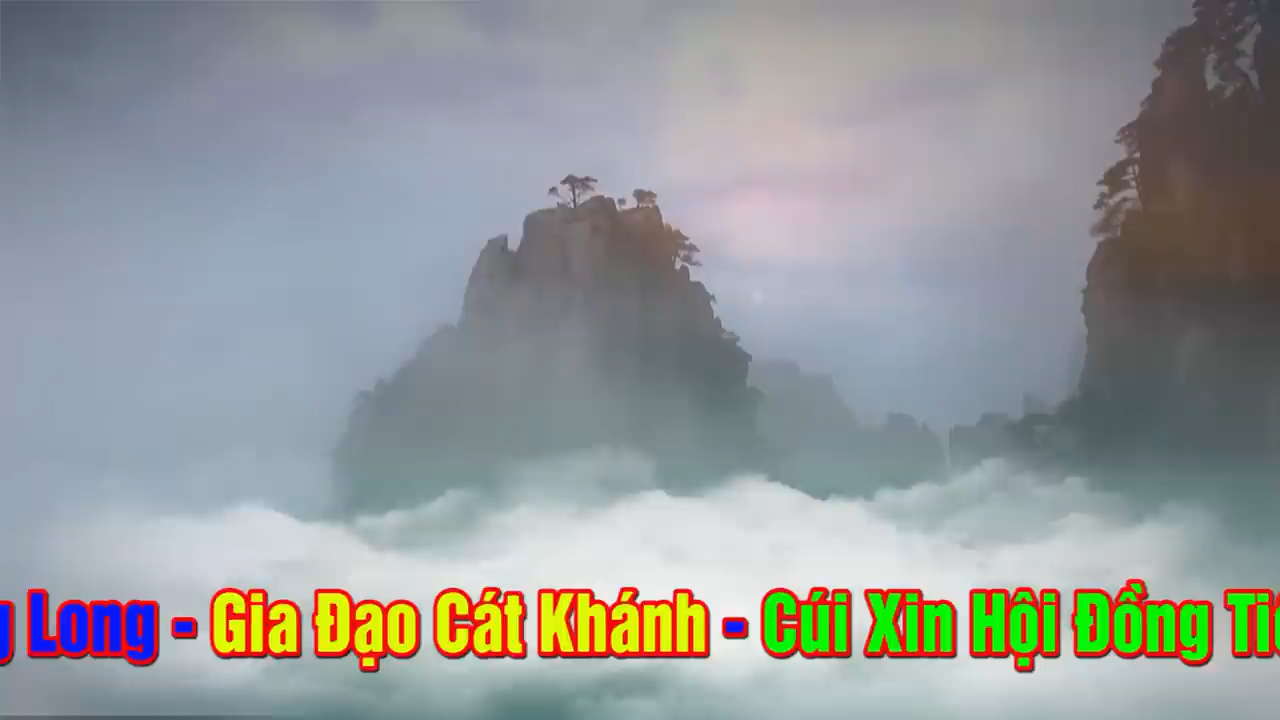 Long - Gia Đạo Cát Khánh - Cúi Xin Hội Đồng